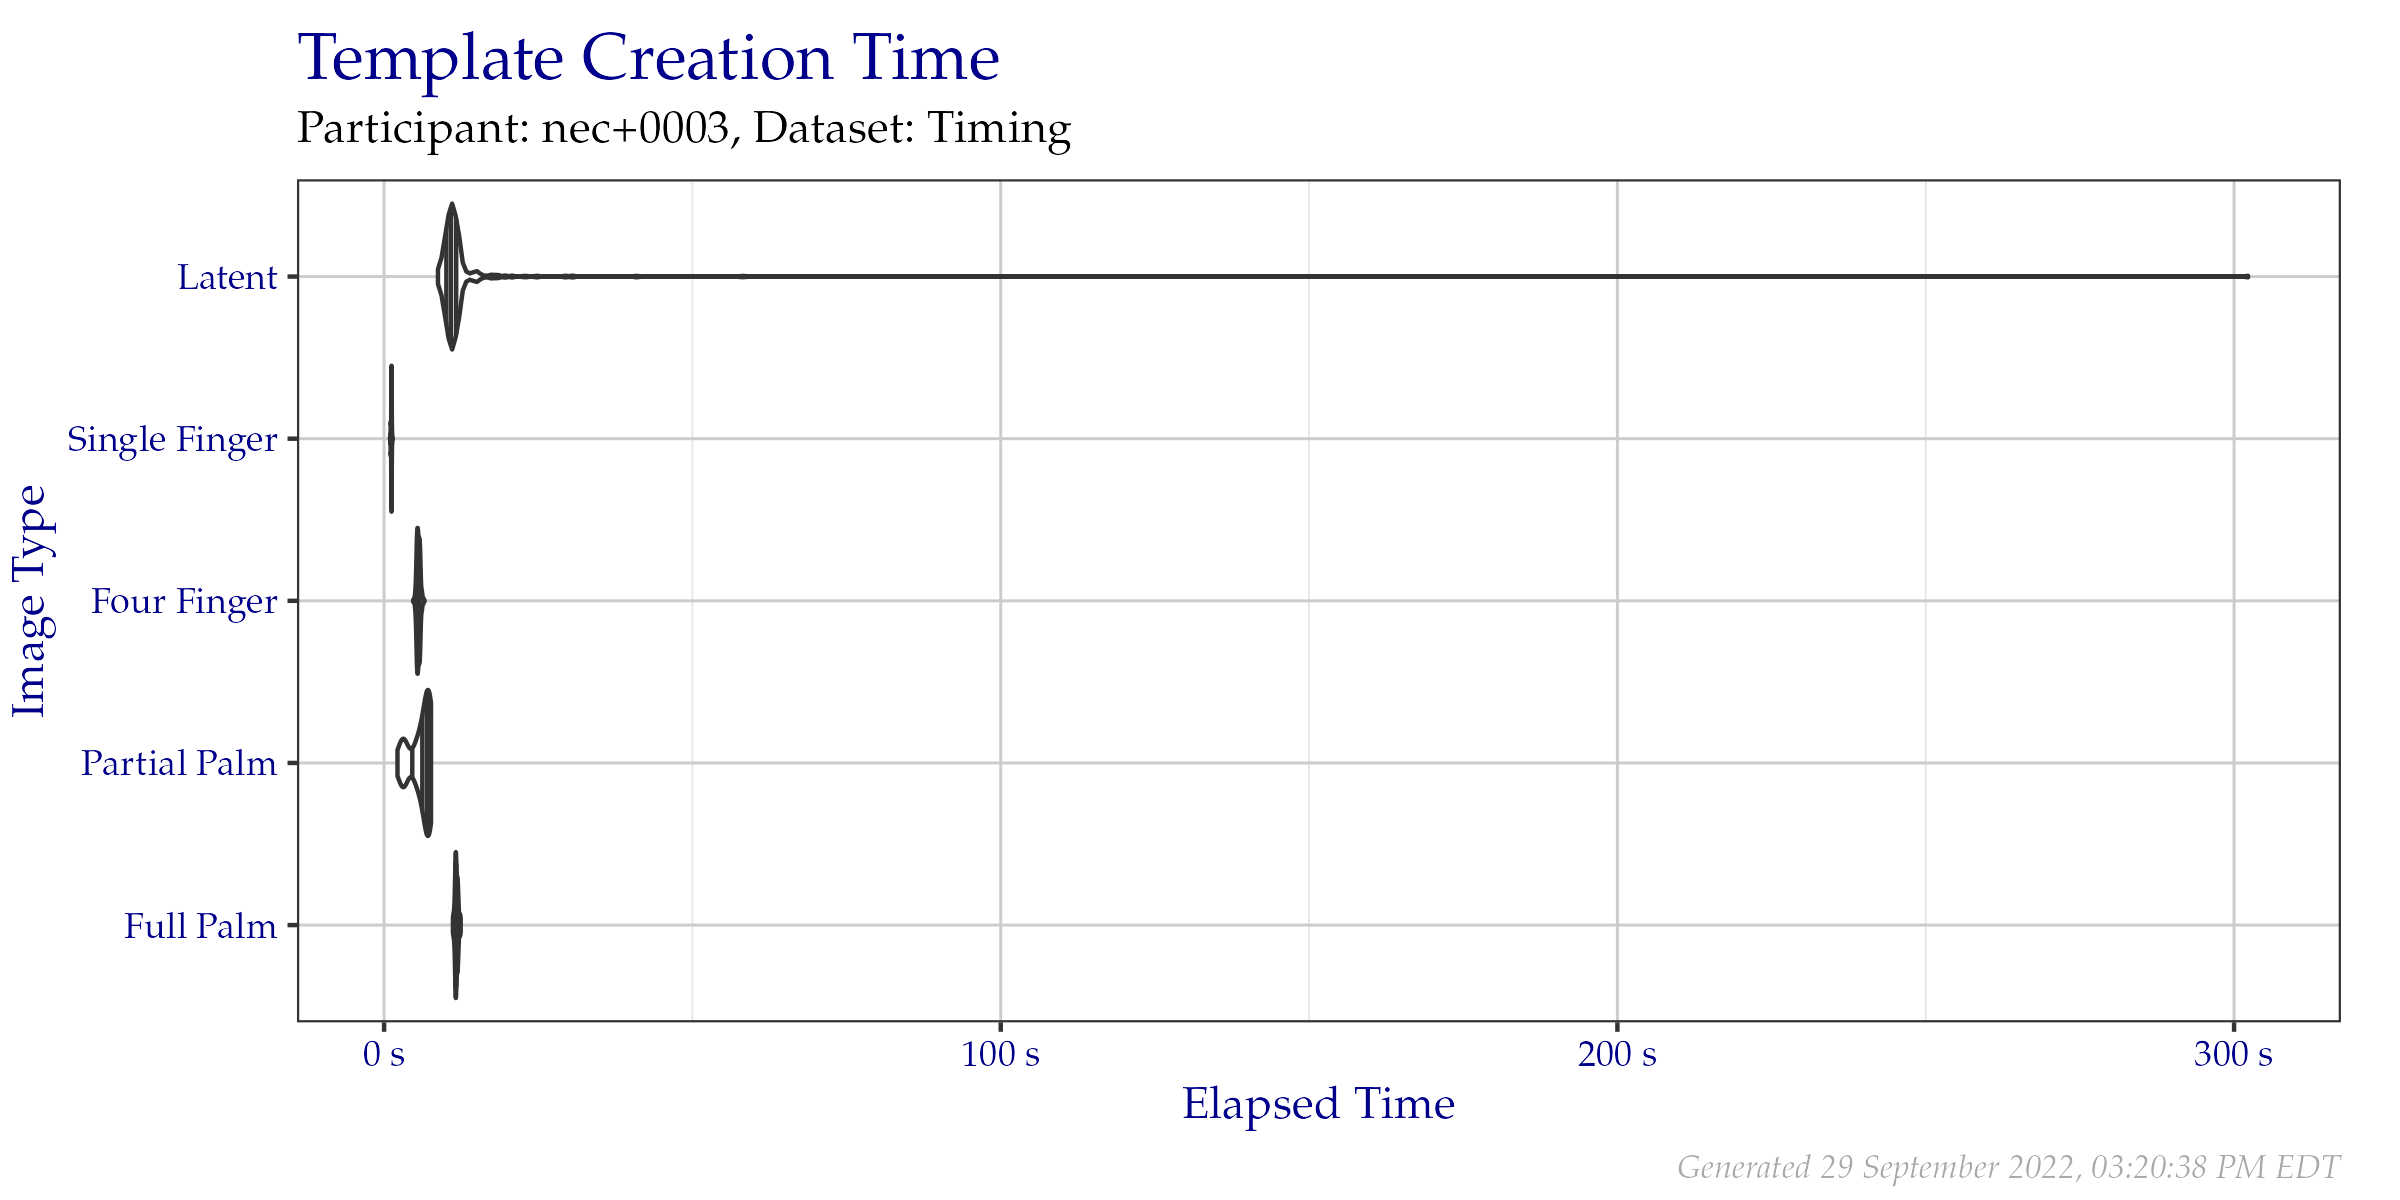 Template Creation Time
Participant: nec+0003, Dataset: Timing
Image Type
Latent
Single Finger
Four Finger
Partial Palm
Full Palm
0 s
100 s
200 s
300 s
Elapsed Time
Generated 29 September 2022, 03:20:38 PM EDT